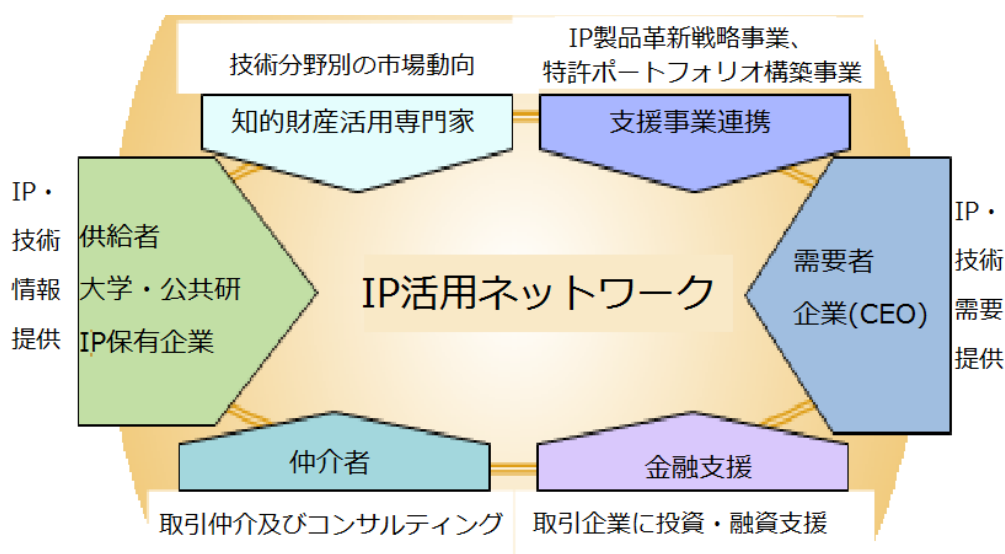 技術分野別の市場動向
IP製品革新戦略事業、
特許ポートフォリオ構築事業
知的財産活用専門家
支援事業連携
IP・
技術
情報
提供
供給者
大学・公共研
IP保有企業
IP活用ネットワーク
需要者
企業(CEO)
IP・
技術
需要
提供
仲介者
金融支援
取引仲介及びコンサルティング
取引企業に投資・融資支援